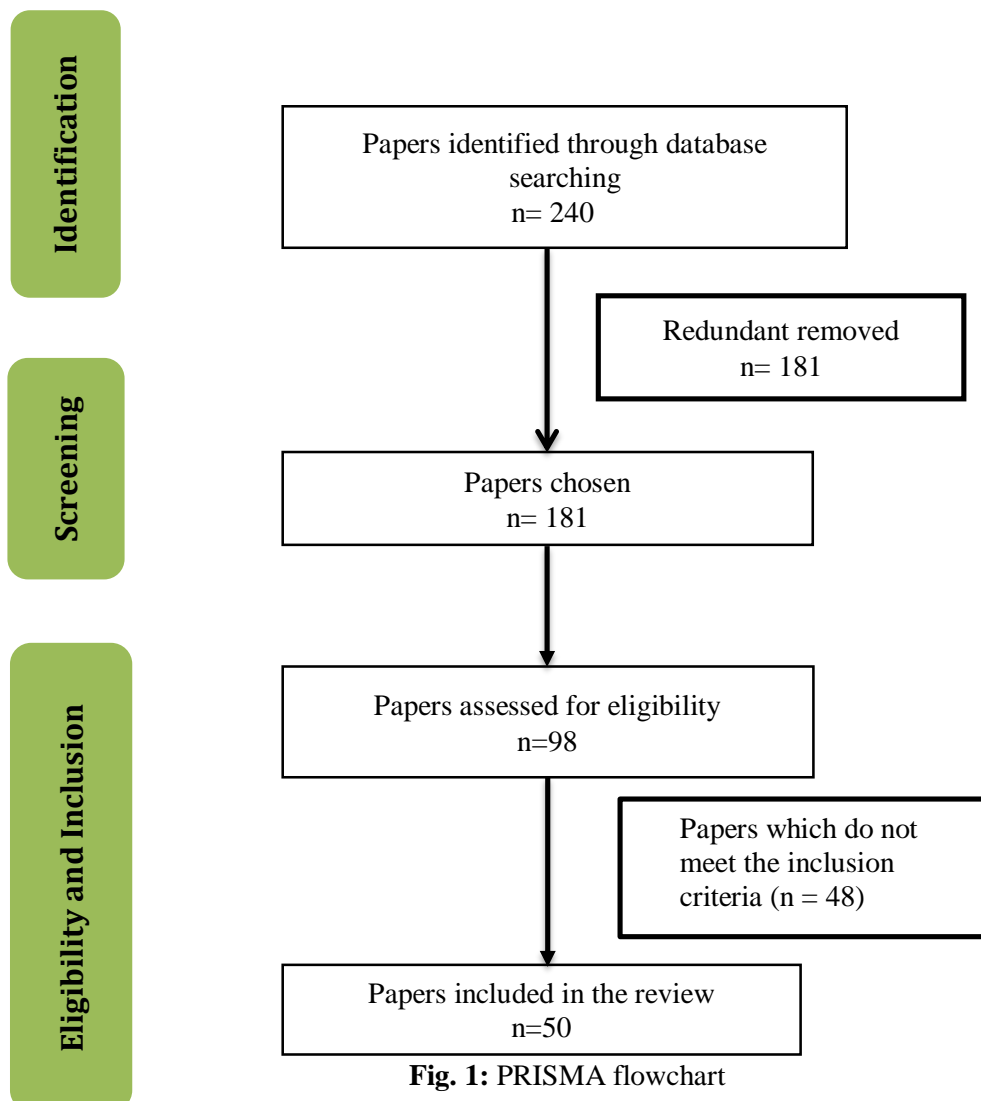 Identification
Papers identified through database
searching
n= 240
Redundant removed
n= 181
Screening
Papers chosen
n= 181
Eligibility and Inclusion
Papers assessed for eligibility
n=98
Papers which do not
meet the inclusion
criteria (n = 48)
Papers included in the review
n=50
Fig. 1: PRISMA flowchart